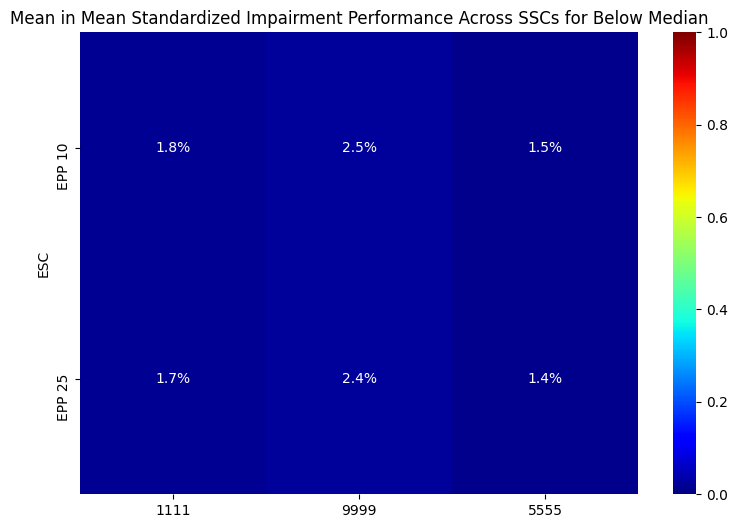 Mean in Mean Standardized Impairment Performance Across SSCs for Below Median
EPP 10
1.8% 2.5% 1.5%
ESC
EPP 25
1.7% 2.4% 1.4%
1111 9999 5555
1.0
0.8
0.6
0.4
0.2
0.0